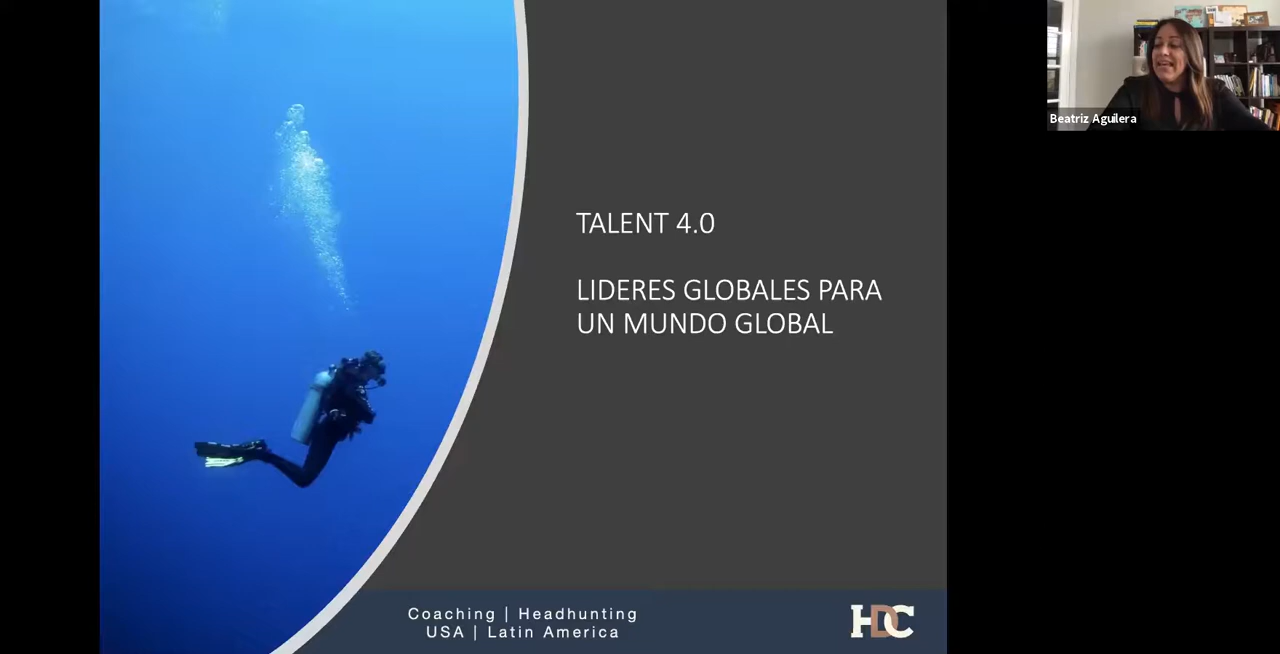 TALENT 4.0
LIDERES GLOBALES PARA
UN MUNDO GLOBAL
Coaching | Headhunting
USA | Latin America
HDC
Beatriz Aguilera